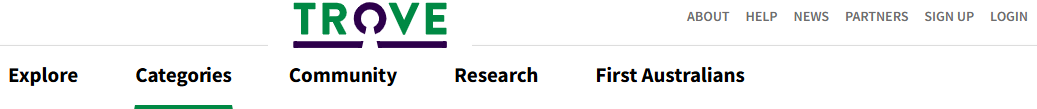 TROVE
ABOUT HELP NEWS PARTNERS SIGN UP LOGIN
Explore Categories Community Research First Australians